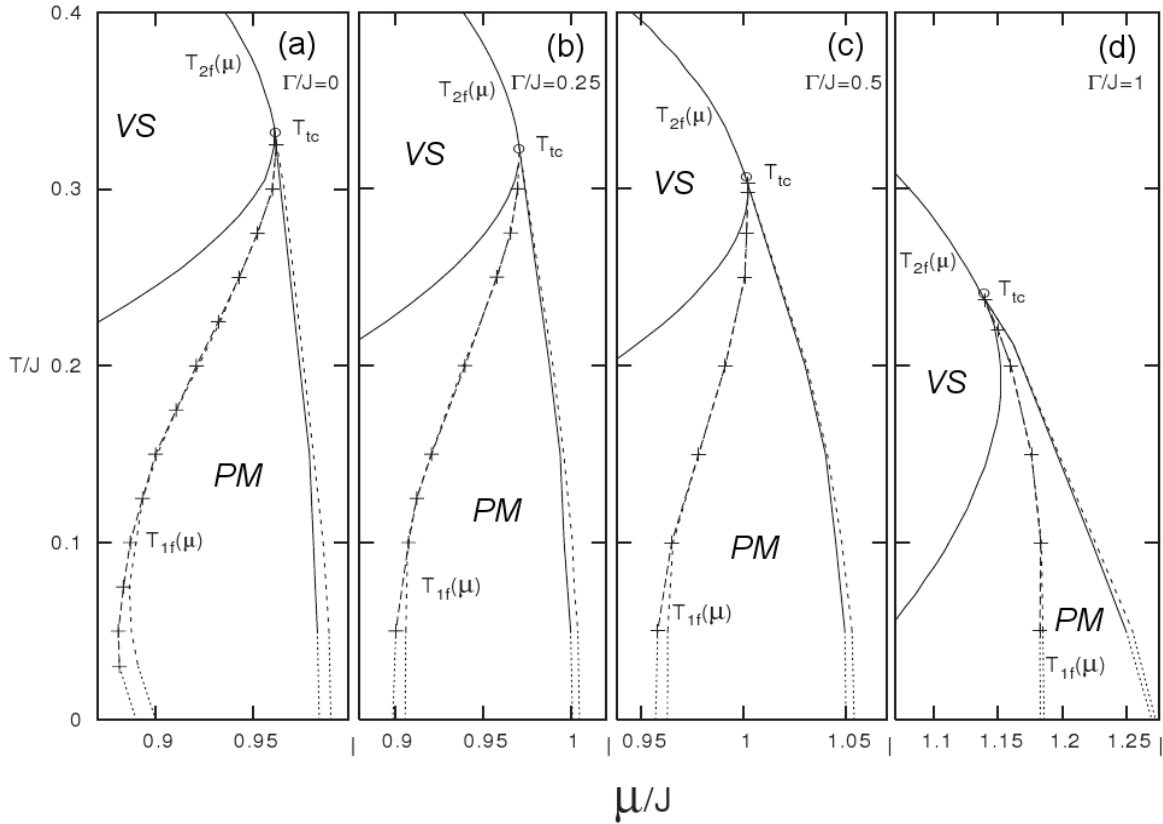 0.4
(a)
(b)
(c)
(d)
T2f(μ)
Γ/J=0
T2f(μ)
Γ/J=0.25
T2f(μ)
Γ/J=0.5
Γ/J=1
VS
Ttc
VS
Ttc
VS
Ttc
0.3
T2f(μ)
Ttc
T/J 0.2
VS
PM
PM
PM
PM
0.1
T1f(μ)
T1f(μ)
T1f(μ)
T1f(μ)
0
0.9
0.95
0.9
0.95
1
0.95
1
1.05
1.1
1.15
1.2
1.25
μ/J